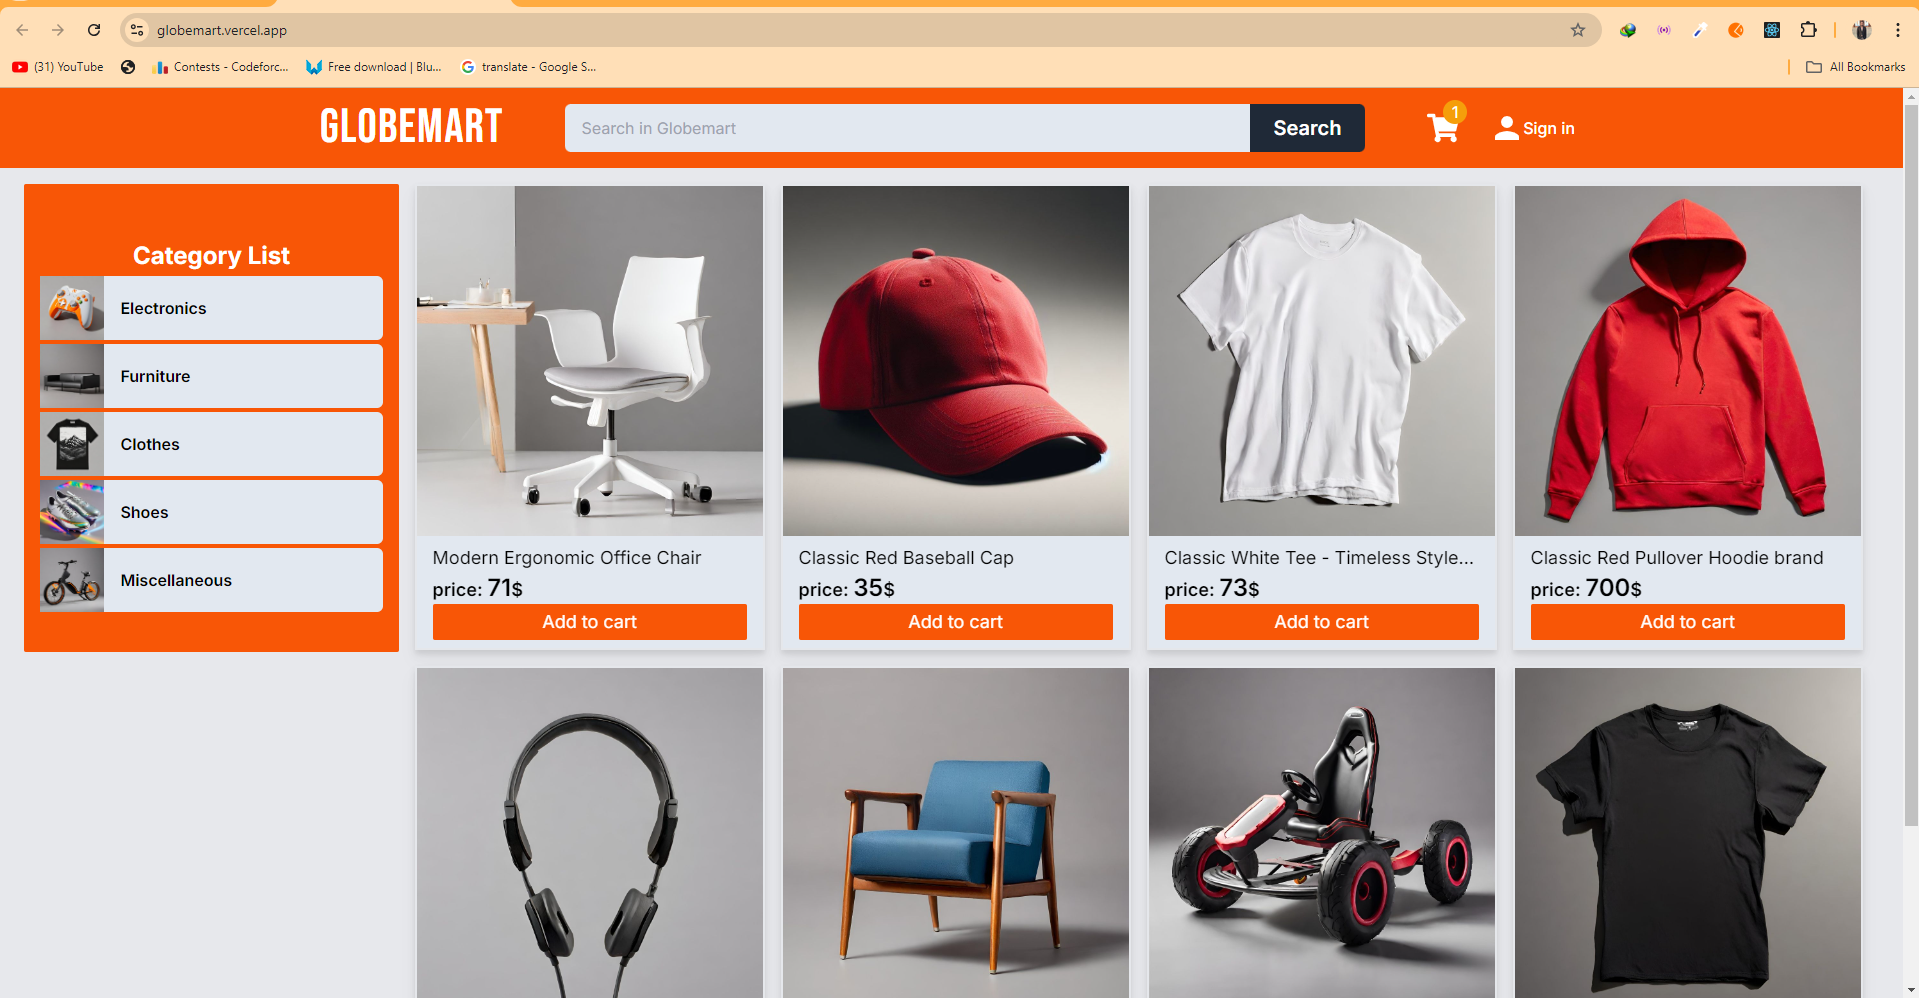 globemart.vercel.app
(31) YouTube
Contests - Codeforc...
Free download | Blu...
translate - Google S...
All Bookmarks
GLOBEMART
Search in Globemart
Search
1
Sign in
Category List
Electronics
Furniture
Clothes
Shoes
Miscellaneous
Modern Ergonomic Office Chair
price: 71$
Add to cart
Classic Red Baseball Cap
price: 35$
Add to cart
Classic White Tee - Timeless Style...
price: 73$
Add to cart
Classic Red Pullover Hoodie brand
price: 700$
Add to cart